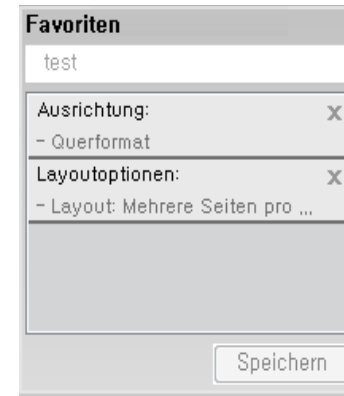 Favoriten
test
Ausrichtung: X
- Querformat
Layoutoptionen: X
- Layout: Mehrere Seiten pro ...
Speichern